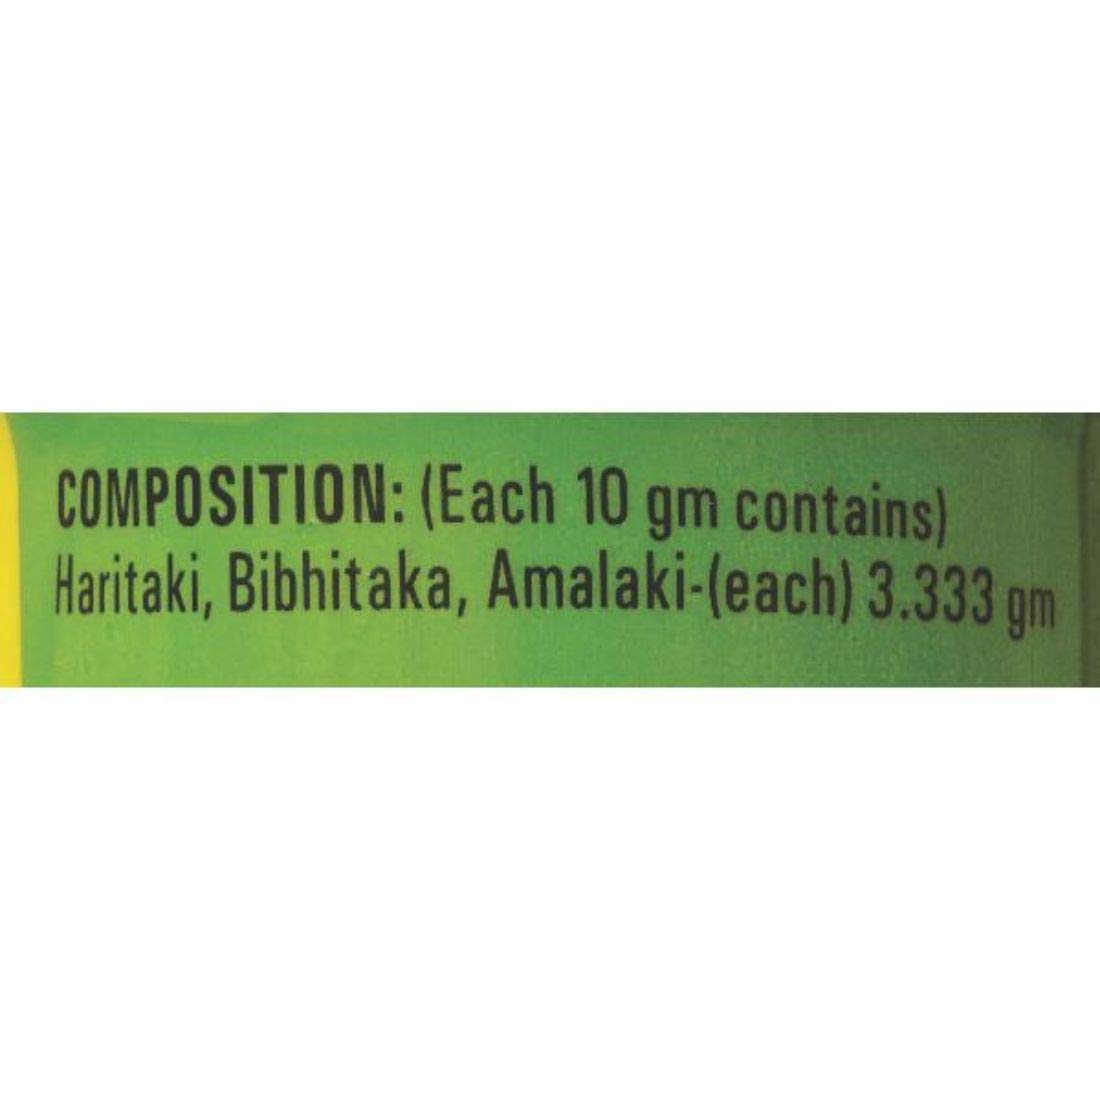 COMPOSITION: (Each 10 gm contains)
Haritaki, Bibhitaka, Amalaki-(each) 3.333 gm